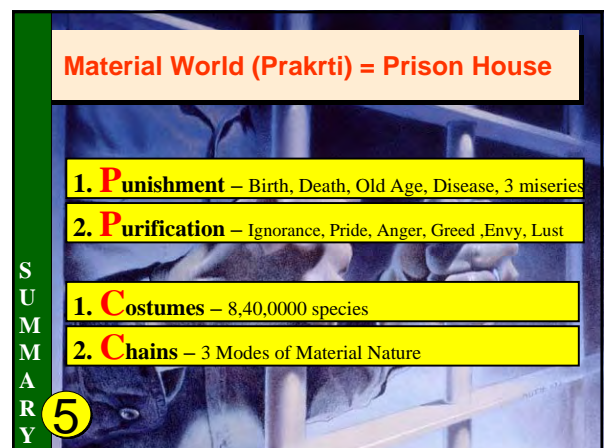 Material World (Prakrti) = Prison House
1. Punishment – Birth, Death, Old Age, Disease, 3 miseries
2. Purification – Ignorance, Pride, Anger, Greed ,Envy, Lust
1. Costumes – 8,40,0000 species
2. Chains – 3 Modes of Material Nature
SUMMARY
5